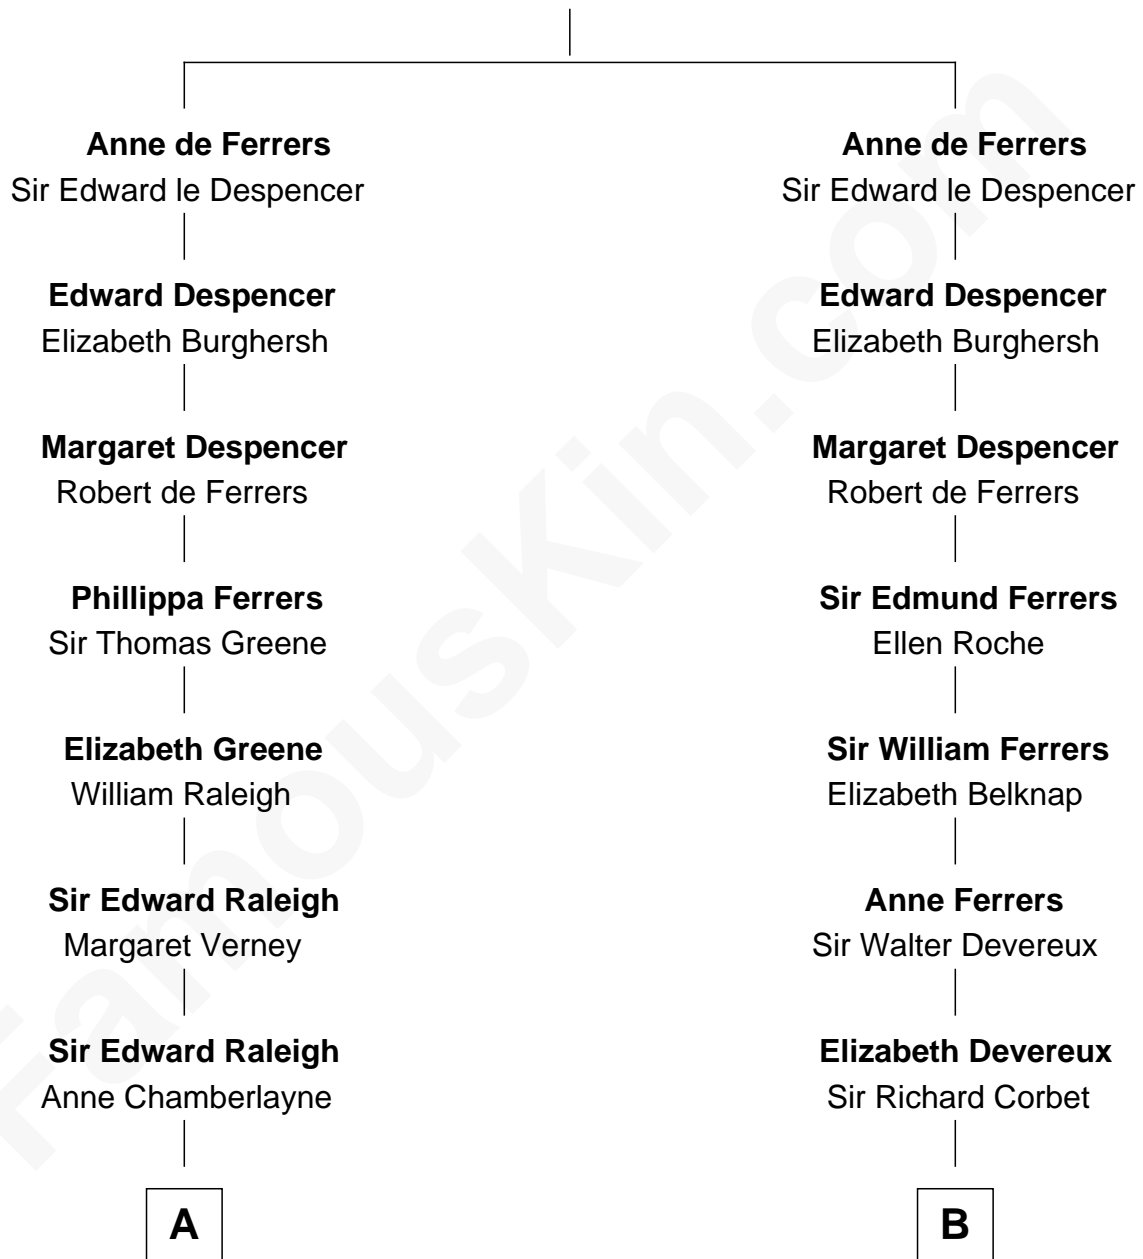 Anne de Ferrers
Sir Edward le Despencer
Edward Despencer
Elizabeth Burghersh
Margaret Despencer
Robert de Ferrers
Phillippa Ferrers
Sir Thomas Greene
Elizabeth Greene
William Raleigh
Sir Edward Raleigh
Margaret Verney
Sir Edward Raleigh
Anne Chamberlayne
A
Anne de Ferrers
Sir Edward le Despencer
Edward Despencer
Elizabeth Burghersh
Margaret Despencer
Robert de Ferrers
Sir Edmund Ferrers
Ellen Roche
Sir William Ferrers
Elizabeth Belknap
Anne Ferrers
Sir Walter Devereux
Elizabeth Devereux
Sir Richard Corbet
B
FamousKin.com